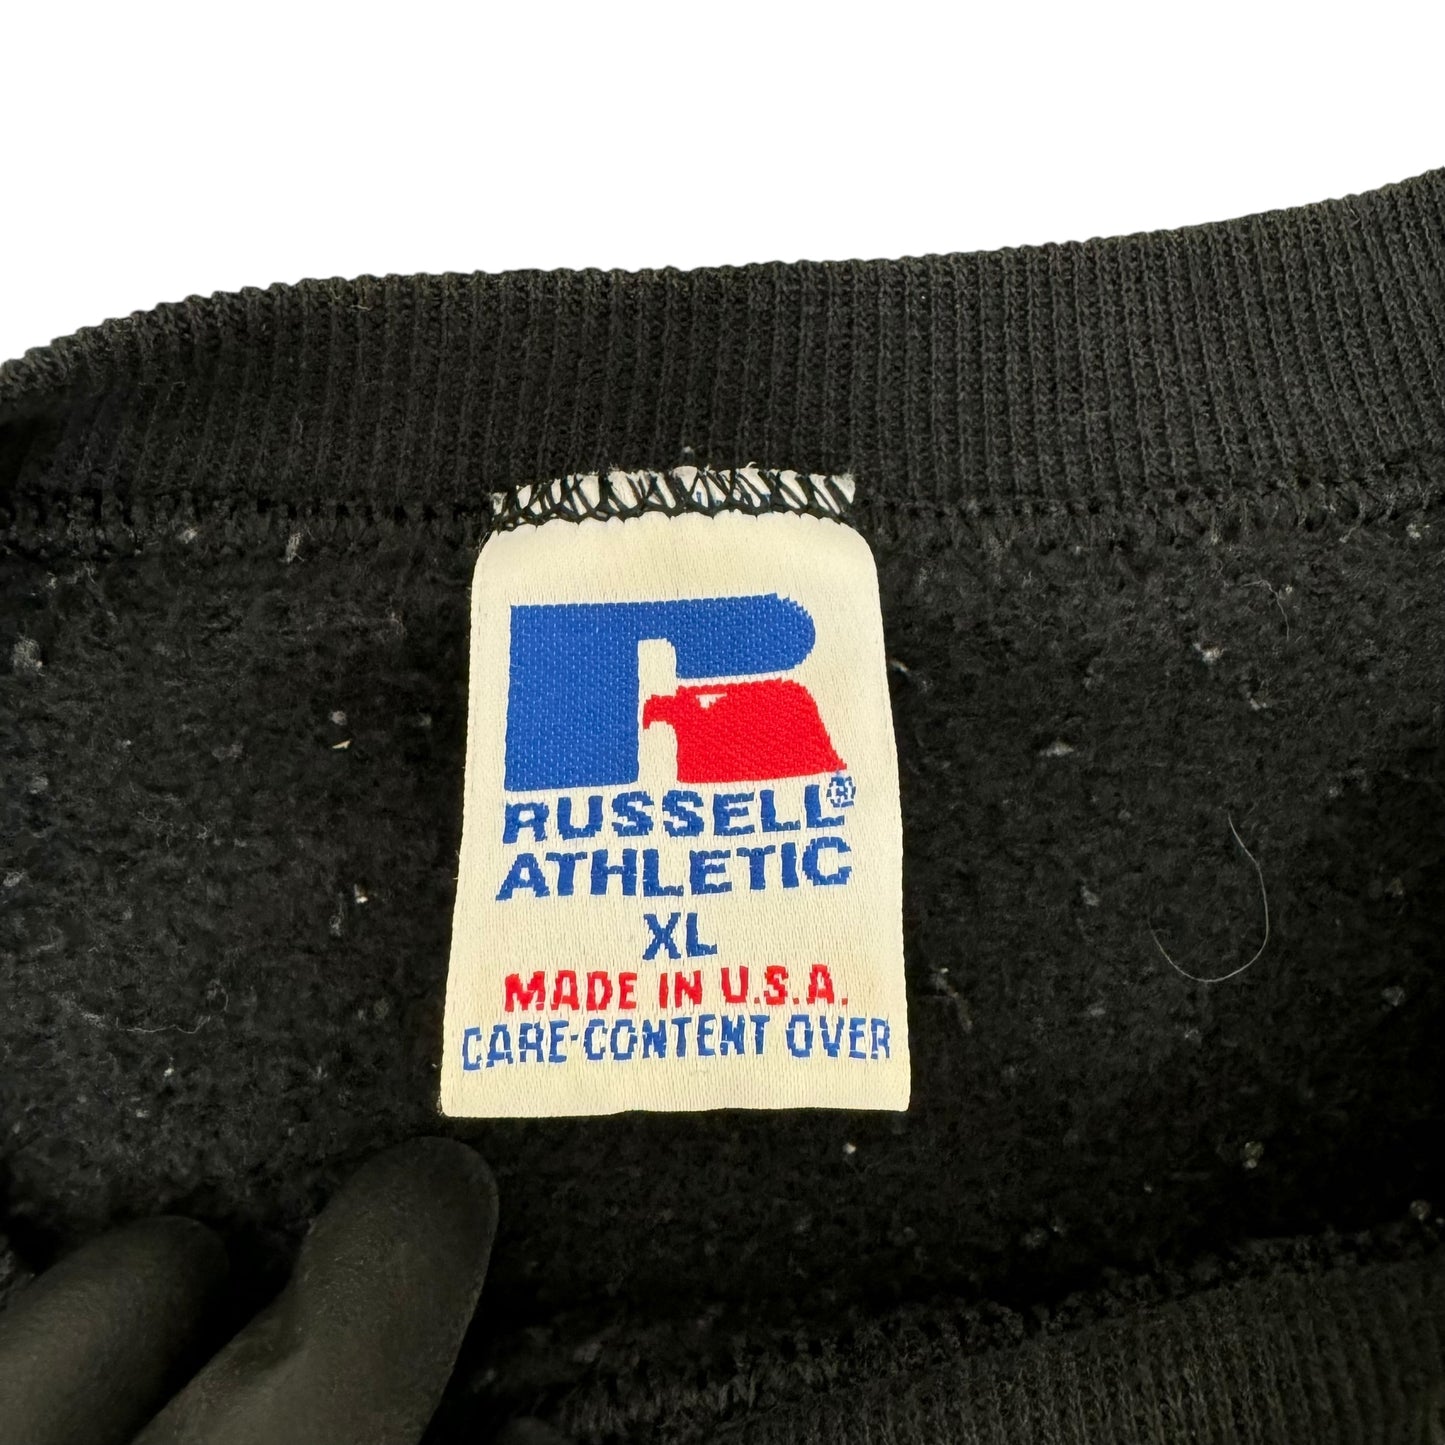 RUSSELL®
ATHLETIC
XL
MADE IN U.S.A.
CARE-CONTENT OVER